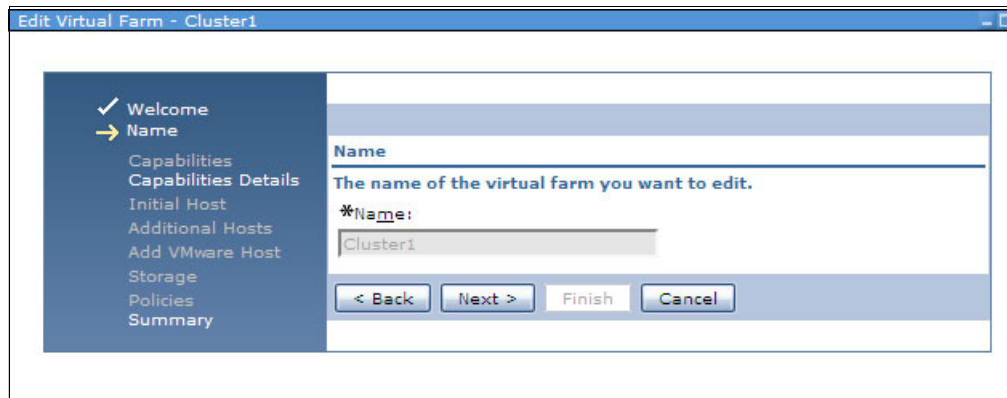 Edit Virtual Farm - Cluster1
Welcome
Name
Capabilities
Capabilities Details
Initial Host
Additional Hosts
Add VMware Host
Storage
Policies
Summary
Name
The name of the virtual farm you want to edit.
*Name:
Cluster1
< Back Next > Finish Cancel